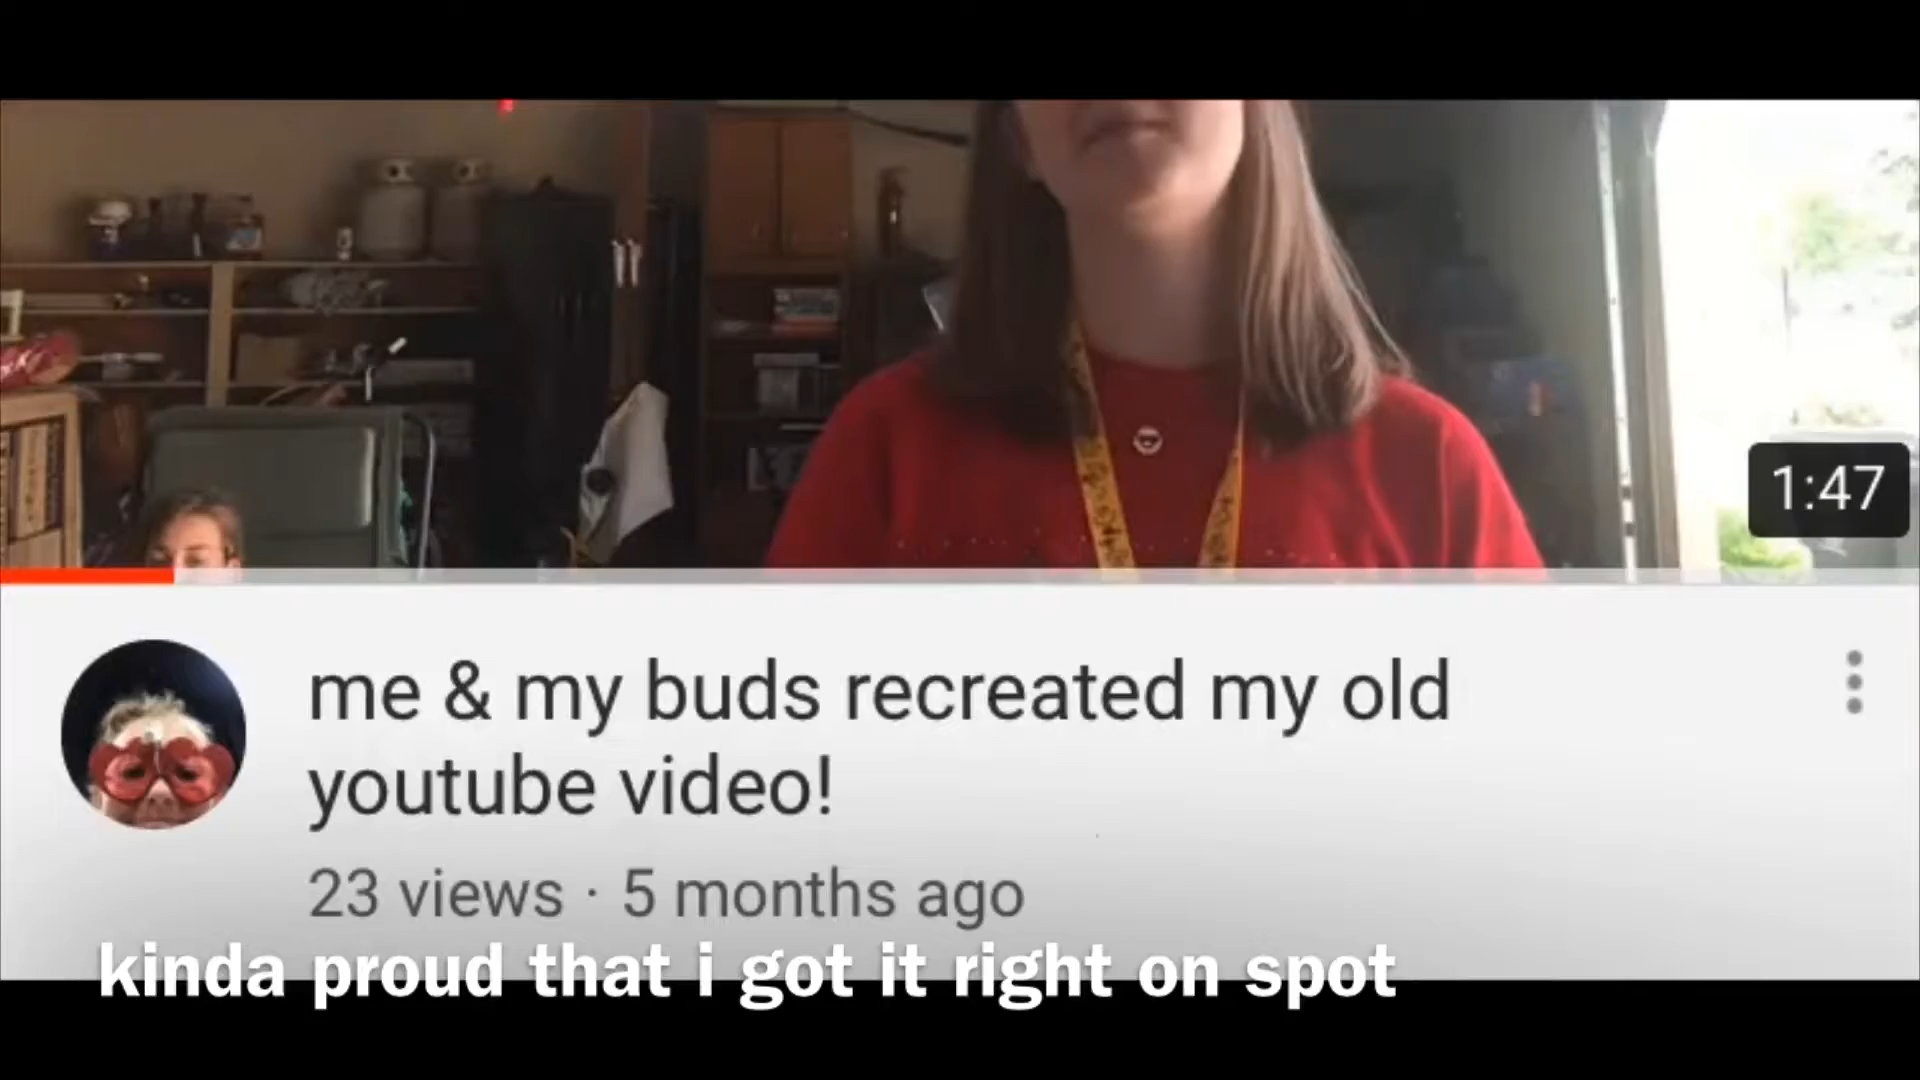 1:47
me & my buds recreated my old
youtube video!
23 views · 5 months ago
kinda proud that i got it right on spot